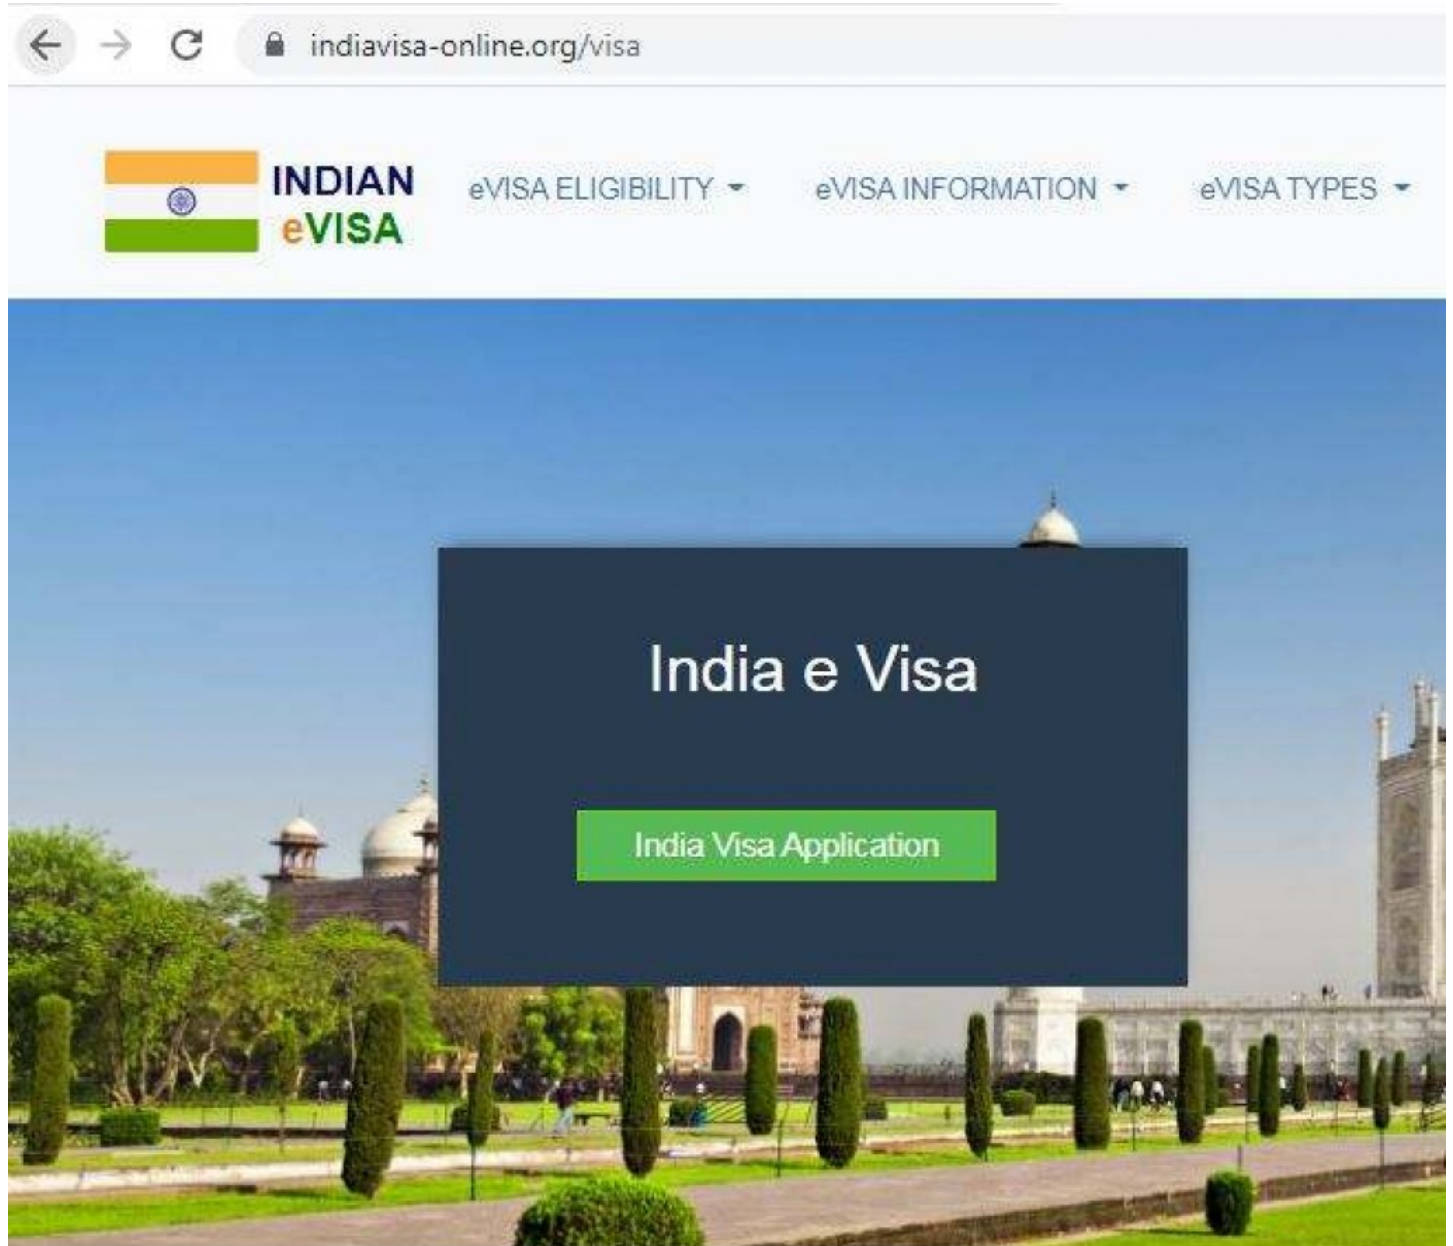 indiavisa-online.org/visa
INDIAN
eVISA
eVISA ELIGIBILITY
eVISA INFORMATION
eVISA TYPES
India e Visa
India Visa Application